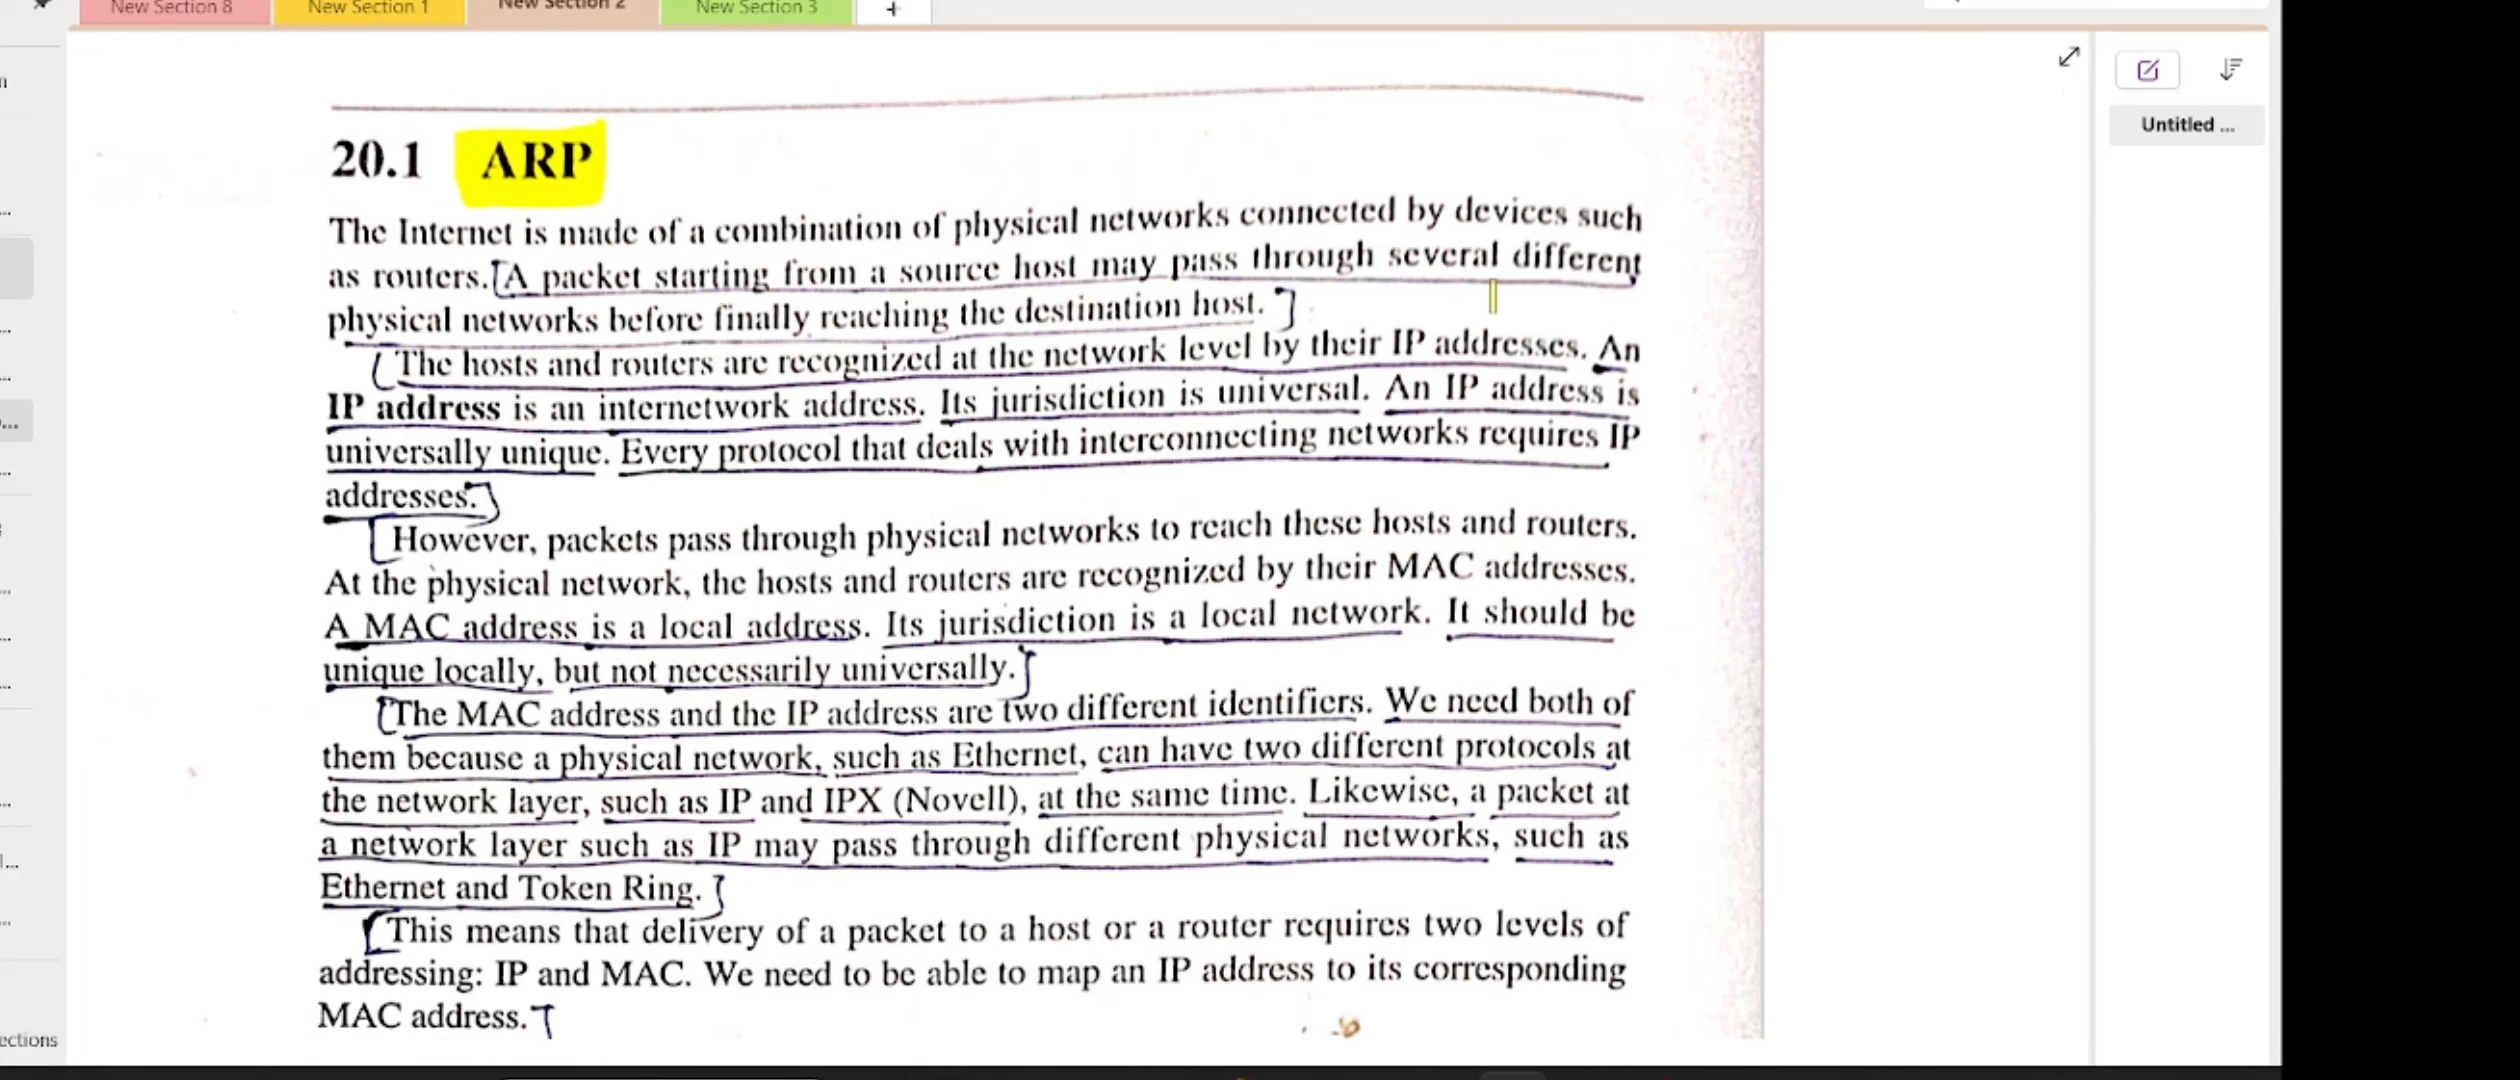 New Section 8
New Section 1
New Section 2
New Section 3
+
Untitled ...
20.1 ARP
The Internet is made of a combination of physical networks connected by devices such
as routers. A packet starting from a source host may pass through several different
physical networks before finally reaching the destination host.
The hosts and routers are recognized at the network level by their IP addresses. An
IP address is an internetwork address. Its jurisdiction is universal. An IP address is
universally unique. Every protocol that deals with interconnecting networks requires IP
addresses.
However, packets pass through physical networks to reach these hosts and routers.
At the physical network, the hosts and routers are recognized by their MAC addresses.
A MAC address is a local address. Its jurisdiction is a local network. It should be
unique locally, but not necessarily universally.
The MAC address and the IP address are two different identifiers. We need both of
them because a physical network, such as Ethernet, can have two different protocols at
the network layer, such as IP and IPX (Novell), at the same time. Likewise, a packet at
a network layer such as IP may pass through different physical networks, such as
Ethernet and Token Ring.
This means that delivery of a packet to a host or a router requires two levels of
addressing: IP and MAC. We need to be able to map an IP address to its corresponding
MAC address.
ections